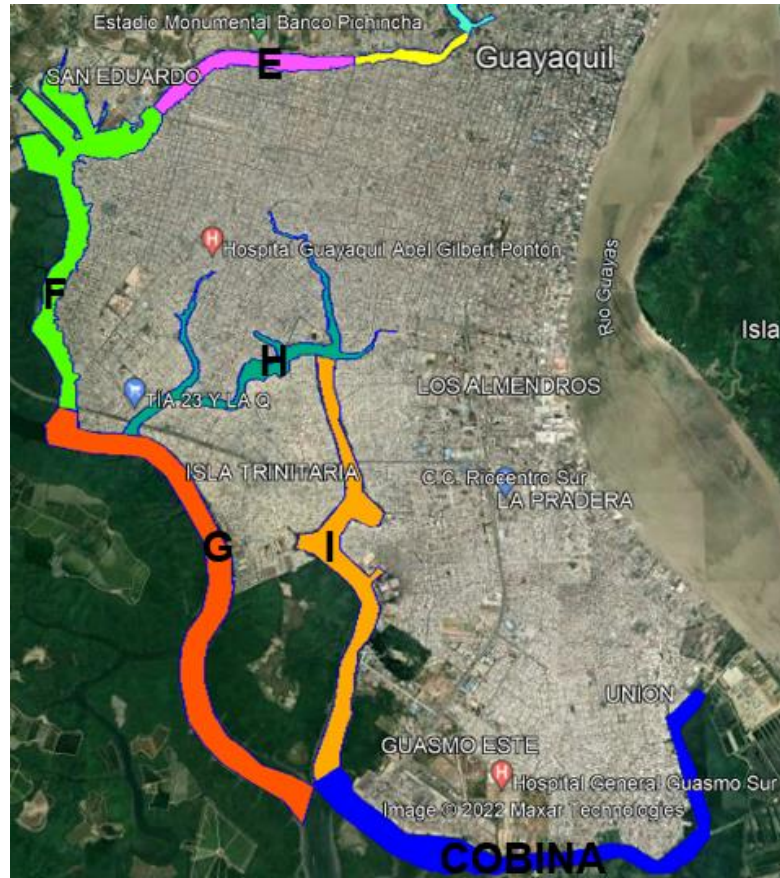 Estadio Monumental Banco Pichincha
Guayaquil
E
SAN EDUARDO
Hospital Guayaquil Abel Gilbert Pontón
Río Guayas
F
Isla
H
LOS ALMENDROS
TÍA 23 Y LA Q
ISLA TRINITARIA
C.C. Riocentro Sur
LA PRADERA
G
I
UNION
GUASMO ESTE
Hospital General Guasmo Sur
Image © 2022 Maxar Technologies
COBINA